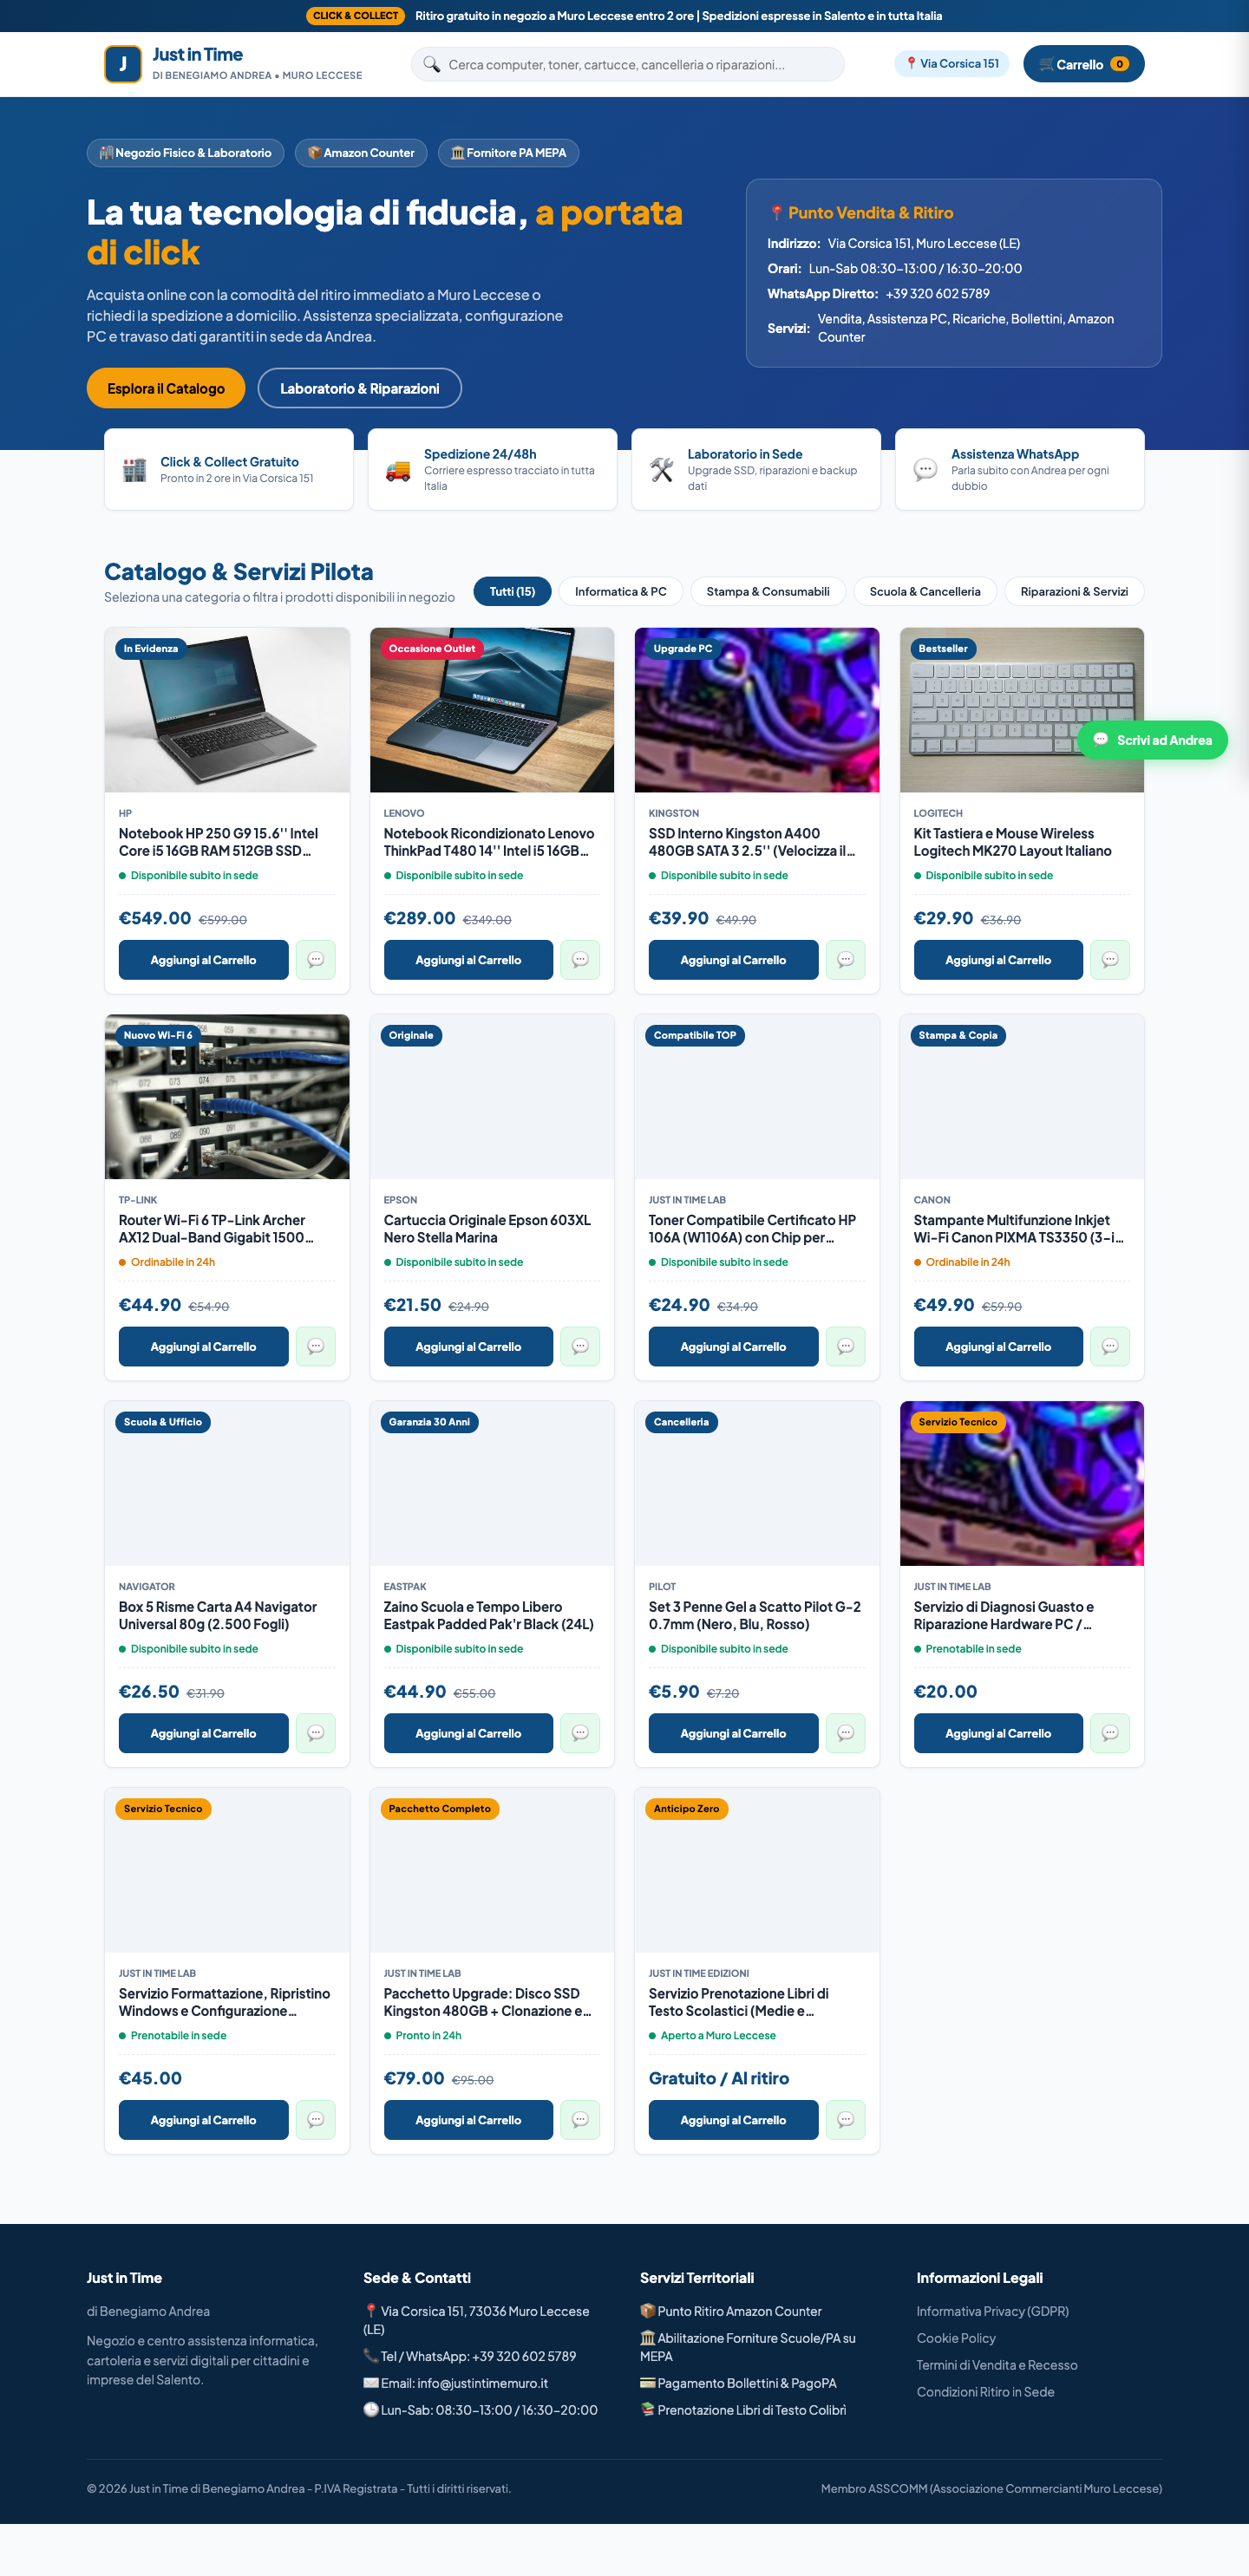 CLICK & COLLECT Ritiro gratuito in negozio a Muro Leccese entro 2 ore | Spedizioni espresse in Salento e in tutta Italia
J
Just in Time
DI BENEGIAMO ANDREA • MURO LECCESE
Cerca computer, toner, cartucce, cancelleria o riparazioni...
Via Corsica 151
Carrello 0
Negozio Fisico & Laboratorio
Amazon Counter
Fornitore PA MEPA
La tua tecnologia di fiducia, a portata
di click
Acquista online con la comodità del ritiro immediato a Muro Leccese o
richiedi la spedizione a domicilio. Assistenza specializzata, configurazione
PC e travaso dati garantiti in sede da Andrea.
Esplora il Catalogo
Laboratorio & Riparazioni
Punto Vendita & Ritiro
Indirizzo: Via Corsica 151, Muro Leccese (LE)
Orari: Lun-Sab 08:30–13:00 / 16:30–20:00
WhatsApp Diretto: +39 320 602 5789
Servizi: Vendita, Assistenza PC, Ricariche, Bollettini, Amazon
Counter
Click & Collect Gratuito
Pronto in 2 ore in Via Corsica 151
Spedizione 24/48h
Corriere espresso tracciato in tutta
Italia
Laboratorio in Sede
Upgrade SSD, riparazioni e backup
dati
Assistenza WhatsApp
Parla subito con Andrea per ogni
dubbio
Catalogo & Servizi Pilota
Seleziona una categoria o filtra i prodotti disponibili in negozio
Tutti (15)
Informatica & PC
Stampa & Consumabili
Scuola & Cancelleria
Riparazioni & Servizi
In Evidenza
HP
Notebook HP 250 G9 15.6'' Intel
Core i5 16GB RAM 512GB SSD…
Disponibile subito in sede
€549.00 €599.00
Aggiungi al Carrello
Occasione Outlet
LENOVO
Notebook Ricondizionato Lenovo
ThinkPad T480 14'' Intel i5 16GB…
Disponibile subito in sede
€289.00 €349.00
Aggiungi al Carrello
Upgrade PC
KINGSTON
SSD Interno Kingston A400
480GB SATA 3 2.5'' (Velocizza il…
Disponibile subito in sede
€39.90 €49.90
Aggiungi al Carrello
Bestseller
LOGITECH
Kit Tastiera e Mouse Wireless
Logitech MK270 Layout Italiano
Disponibile subito in sede
€29.90 €36.90
Aggiungi al Carrello
Scrivi ad Andrea
Nuovo Wi-Fi 6
058 059
072 073 074 075 076
088 089 090 091
TP-LINK
Router Wi-Fi 6 TP-Link Archer
AX12 Dual-Band Gigabit 1500…
Ordinabile in 24h
€44.90 €54.90
Aggiungi al Carrello
Originale
EPSON
Cartuccia Originale Epson 603XL
Nero Stella Marina
Disponibile subito in sede
€21.50 €24.90
Aggiungi al Carrello
Compatibile TOP
JUST IN TIME LAB
Toner Compatibile Certificato HP
106A (W1106A) con Chip per…
Disponibile subito in sede
€24.90 €34.90
Aggiungi al Carrello
Stampa & Copia
CANON
Stampante Multifunzione Inkjet
Wi-Fi Canon PIXMA TS3350 (3-i…
Ordinabile in 24h
€49.90 €59.90
Aggiungi al Carrello
Scuola & Ufficio
NAVIGATOR
Box 5 Risme Carta A4 Navigator
Universal 80g (2.500 Fogli)
Disponibile subito in sede
€26.50 €31.90
Aggiungi al Carrello
Garanzia 30 Anni
EASTPAK
Zaino Scuola e Tempo Libero
Eastpak Padded Pak'r Black (24L)
Disponibile subito in sede
€44.90 €55.00
Aggiungi al Carrello
Cancelleria
PILOT
Set 3 Penne Gel a Scatto Pilot G-2
0.7mm (Nero, Blu, Rosso)
Disponibile subito in sede
€5.90 €7.20
Aggiungi al Carrello
Servizio Tecnico
JUST IN TIME LAB
Servizio di Diagnosi Guasto e
Riparazione Hardware PC /…
Prenotabile in sede
€20.00
Aggiungi al Carrello
Servizio Tecnico
JUST IN TIME LAB
Servizio Formattazione, Ripristino
Windows e Configurazione…
Prenotabile in sede
€45.00
Aggiungi al Carrello
Pacchetto Completo
JUST IN TIME LAB
Pacchetto Upgrade: Disco SSD
Kingston 480GB + Clonazione e…
Pronto in 24h
€79.00 €95.00
Aggiungi al Carrello
Anticipo Zero
JUST IN TIME EDIZIONI
Servizio Prenotazione Libri di
Testo Scolastici (Medie e…
Aperto a Muro Leccese
Gratuito / Al ritiro
Aggiungi al Carrello
Just in Time
di Benegiamo Andrea
Negozio e centro assistenza informatica,
cartoleria e servizi digitali per cittadini e
imprese del Salento.
Sede & Contatti
Via Corsica 151, 73036 Muro Leccese
(LE)
Tel / WhatsApp: +39 320 602 5789
Email: info@justintimemuro.it
Lun-Sab: 08:30–13:00 / 16:30–20:00
Servizi Territoriali
Punto Ritiro Amazon Counter
Abilitazione Forniture Scuole/PA su
MEPA
Pagamento Bollettini & PagoPA
Prenotazione Libri di Testo Colibrì
Informazioni Legali
Informativa Privacy (GDPR)
Cookie Policy
Termini di Vendita e Recesso
Condizioni Ritiro in Sede
© 2026 Just in Time di Benegiamo Andrea - P.IVA Registrata - Tutti i diritti riservati.
Membro ASSCOMM (Associazione Commercianti Muro Leccese)